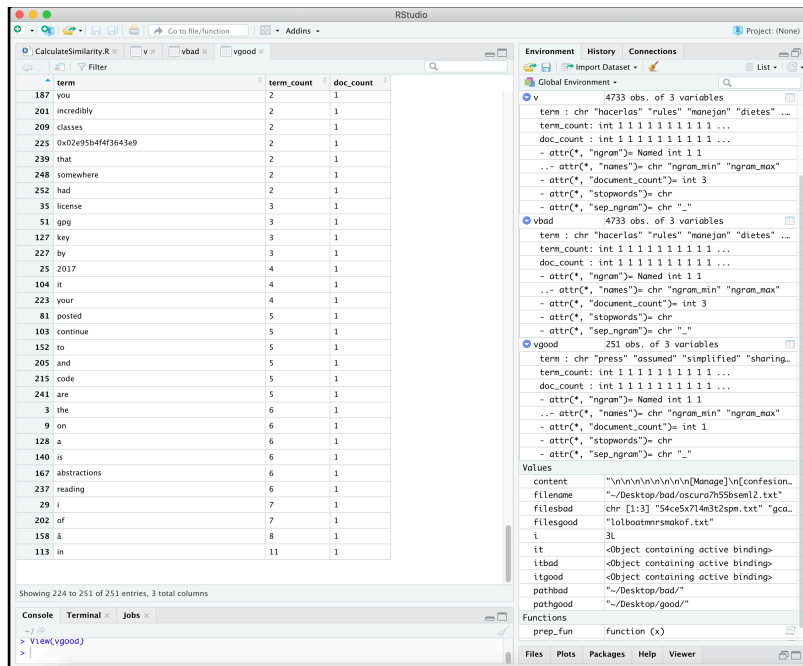 RStudio
Go to file/function
Addins
Project: (None)
CalculateSimilarity.R
v
vbad
vgood
Filter
term term_count doc_count
187 you 2 1
201 incredibly 2 1
209 classes 2 1
225 0x02e95b4f4f3643e9 2 1
239 that 2 1
248 somewhere 2 1
252 had 2 1
35 license 3 1
51 gpg 3 1
127 key 3 1
227 by 3 1
25 2017 4 1
104 it 4 1
223 your 4 1
81 posted 5 1
103 continue 5 1
152 to 5 1
205 and 5 1
215 code 5 1
241 are 5 1
3 the 6 1
9 on 6 1
128 a 6 1
140 is 6 1
167 abstractions 6 1
237 reading 6 1
29 i 7 1
202 of 7 1
158 â 8 1
113 in 11 1
Showing 224 to 251 of 251 entries, 3 total columns
Console Terminal Jobs
~/
> View(vgood)
>
Environment History Connections
Import Dataset
List
Global Environment
v 4733 obs. of 3 variables
term : chr "hacerlas" "rules" "manejan" "dietes" ...
term_count: int 1 1 1 1 1 1 1 1 1 1 ...
doc_count : int 1 1 1 1 1 1 1 1 1 1 ...
- attr(*, "ngram")= Named int 1 1
..- attr(*, "names")= chr "ngram_min" "ngram_max"
- attr(*, "document_count")= int 3
- attr(*, "stopwords")= chr
- attr(*, "sep_ngram")= chr "_"
vbad 4733 obs. of 3 variables
term : chr "hacerlas" "rules" "manejan" "dietes" ...
term_count: int 1 1 1 1 1 1 1 1 1 1 ...
doc_count : int 1 1 1 1 1 1 1 1 1 1 ...
- attr(*, "ngram")= Named int 1 1
..- attr(*, "names")= chr "ngram_min" "ngram_max"
- attr(*, "document_count")= int 3
- attr(*, "stopwords")= chr
- attr(*, "sep_ngram")= chr "_"
vgood 251 obs. of 3 variables
term : chr "press" "assumed" "simplified" "sharing...
term_count: int 1 1 1 1 1 1 1 1 1 1 ...
doc_count : int 1 1 1 1 1 1 1 1 1 1 ...
- attr(*, "ngram")= Named int 1 1
..- attr(*, "names")= chr "ngram_min" "ngram_max"
- attr(*, "document_count")= int 1
- attr(*, "stopwords")= chr
- attr(*, "sep_ngram")= chr "_"
Values
content "\n\n\n\n\n\n\n\n[Manage]\n[confesion...
filename "~/Desktop/bad/oscura7h55bseml2.txt"
filesbad chr [1:3] "54ce5x7l4m3t2spm.txt" "gca...
filesgood "lolboatmnrsmakof.txt"
i 3L
it <Object containing active binding>
itbad <Object containing active binding>
itgood <Object containing active binding>
pathbad "~/Desktop/bad/"
pathgood "~/Desktop/good/"
Functions
prep_fun function (x)
Files Plots Packages Help Viewer